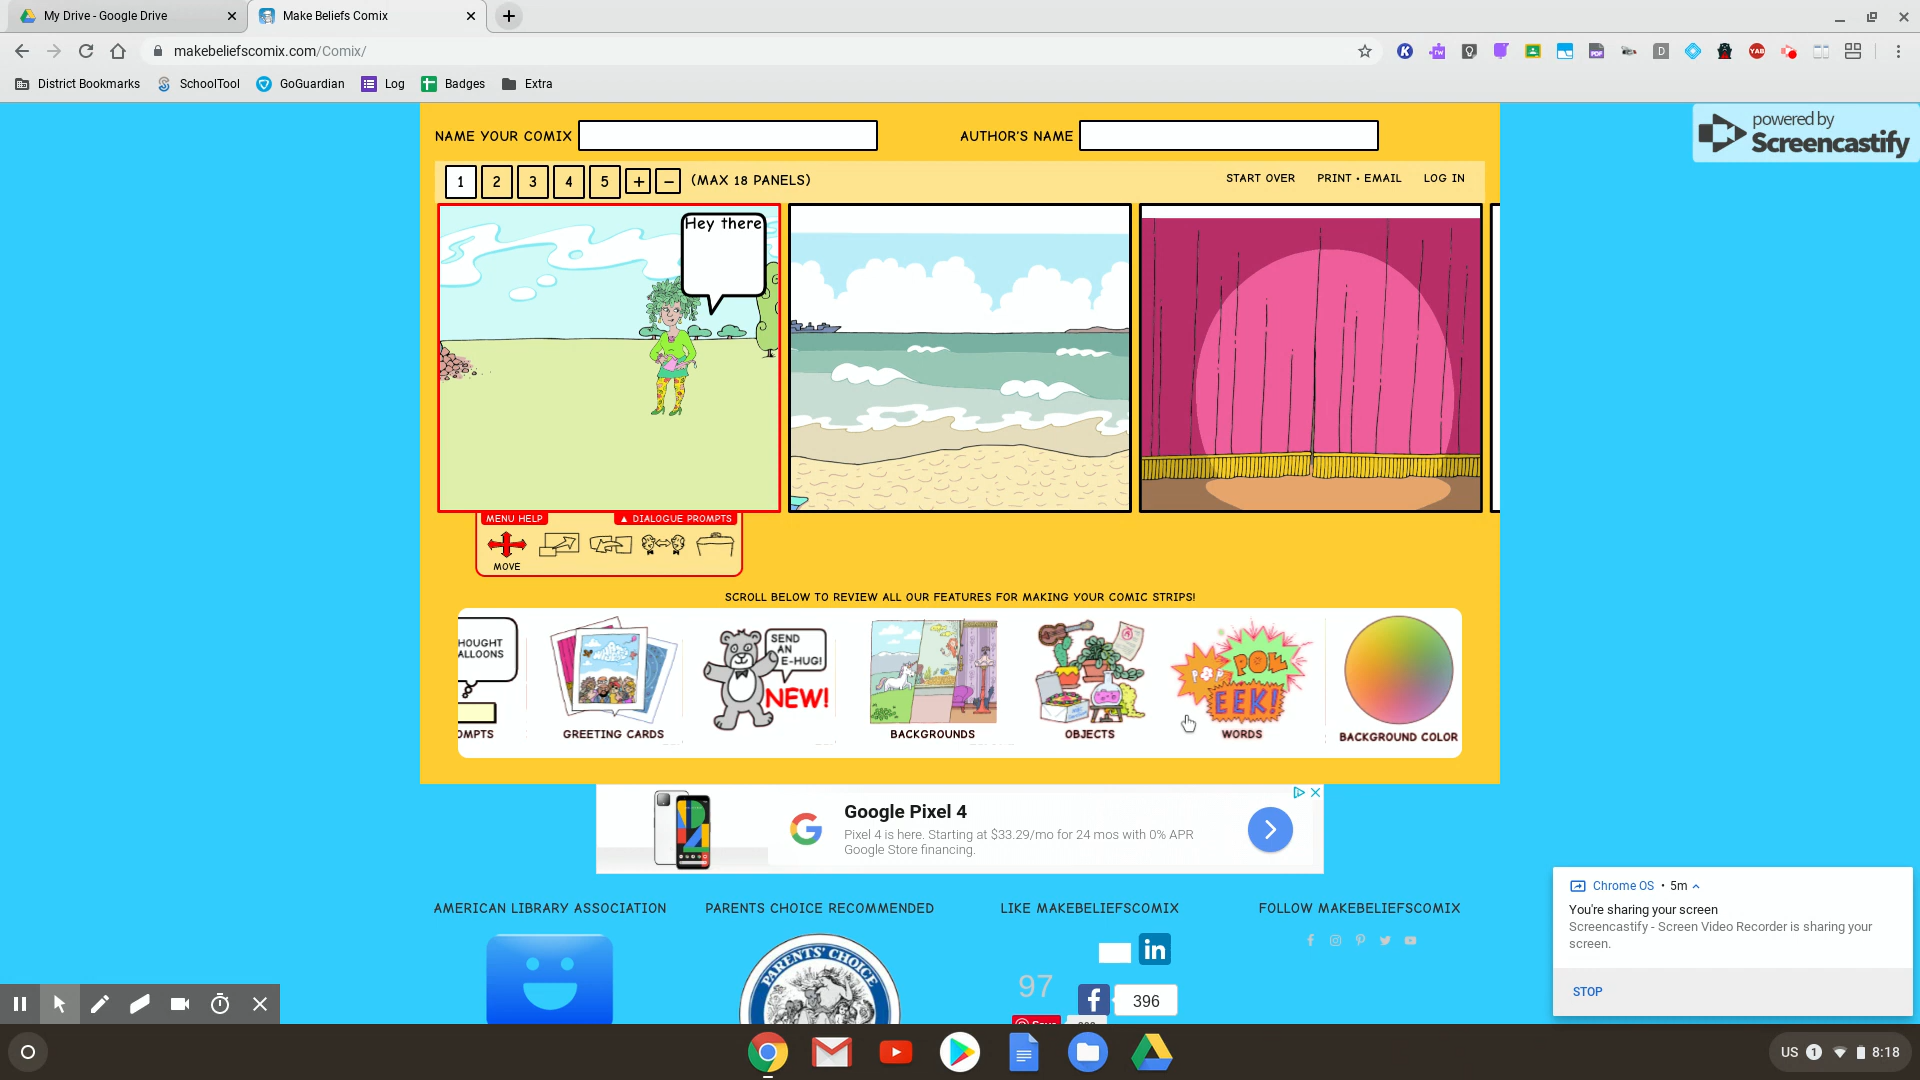 My Drive - Google Drive
Make Beliefs Comix
makebeliefscomix.com/Comix/
District Bookmarks
SchoolTool
GoGuardian
Log
Badges
Extra
powered by
Screencastify
NAME YOUR COMIX
AUTHOR'S NAME
1 2 3 4 5 + − (MAX 18 PANELS)
START OVER
PRINT • EMAIL
LOG IN
Hey there
MENU HELP
▲ DIALOGUE PROMPTS
MOVE
SCROLL BELOW TO REVIEW ALL OUR FEATURES FOR MAKING YOUR COMIC STRIPS!
HOUGHT
ALLOONS
OMPTS
GREETING CARDS
SEND
AN
E-HUG!
NEW!
BACKGROUNDS
OBJECTS
POP
POW
EEK!
WORDS
BACKGROUND COLOR
Google Pixel 4
Pixel 4 is here. Starting at $33.29/mo for 24 mos with 0% APR
Google Store financing.
AMERICAN LIBRARY ASSOCIATION
PARENTS CHOICE RECOMMENDED
LIKE MAKEBELIEFSCOMIX
FOLLOW MAKEBELIEFSCOMIX
PARENTS' CHOICE
97
in
396
Save
Chrome OS • 5m
You're sharing your screen
Screencastify - Screen Video Recorder is sharing your
screen.
STOP
US 1 8:18